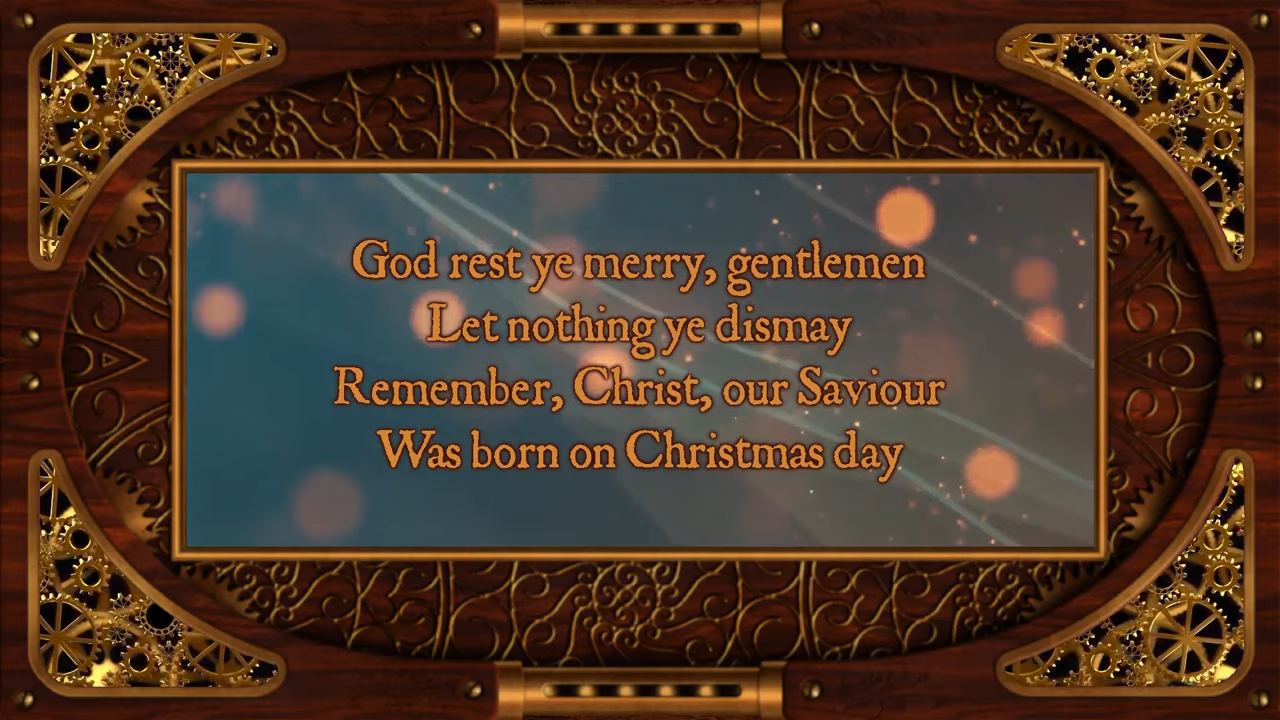 God rest ye merry, gentlemen
Let nothing ye dismay
Remember, Christ, our Saviour
Was born on Christmas day